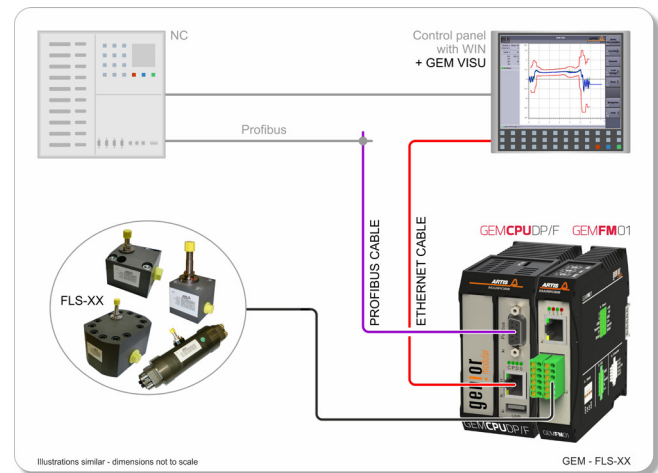 NC
Control panel
with WIN
+ GEM VISU
Profibus
PROFIBUS CABLE
ETHERNET CABLE
GEMCPUDP/F GEMFM01
FLS-XX
ARTIS
ARTIS
genior
GEMCPUDP/F
GEMFM01
Illustrations similar - dimensions not to scale
GEM - FLS-XX